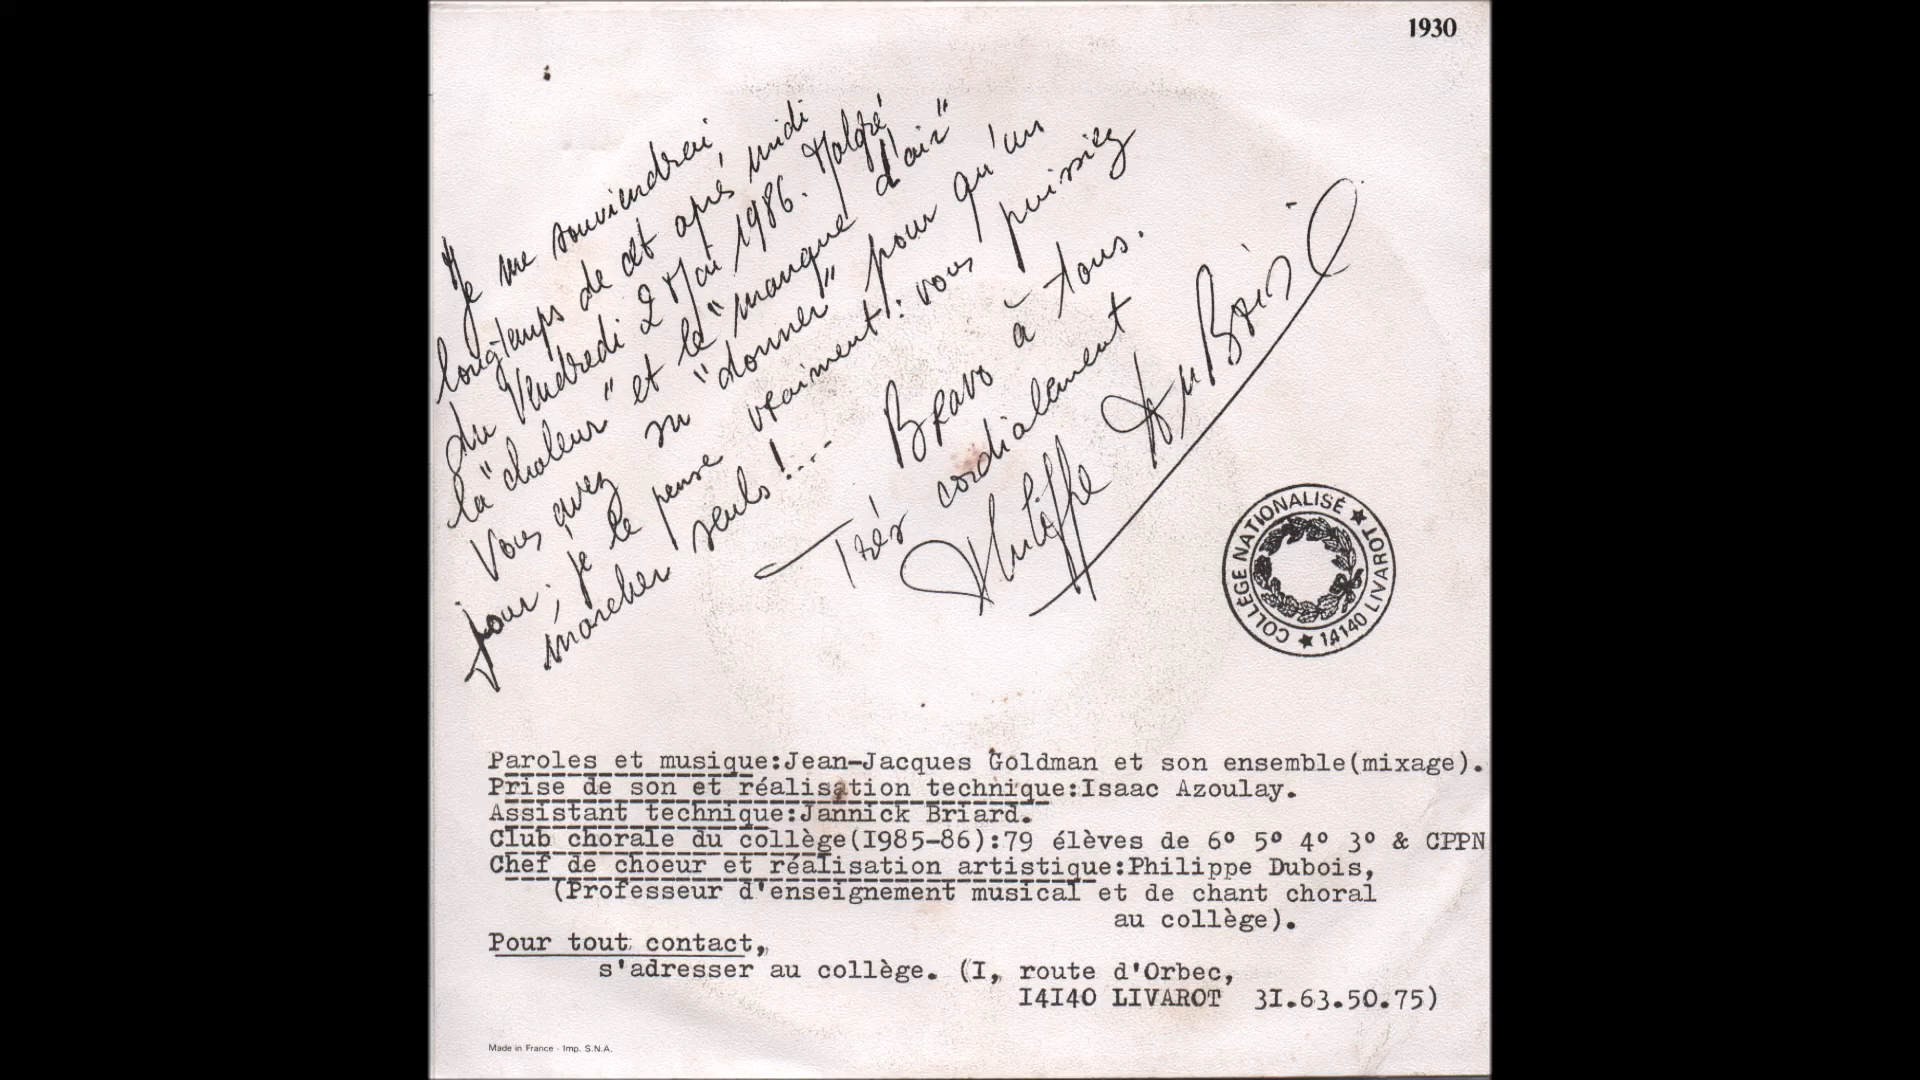 1930
Je me souviendrai,
longtemps de cet après midi
du Vendredi 2 Mai 1986. Malgré
la "chaleur" et le "manque d'air"
Vous avez su "donner" pour qu'un
jour; je le pense vraiment: vous puissiez
marcher seuls!...
Bravo à tous.
Très cordialement
Philippe DuBois
COLLÈGE NATIONALISÉ ★ 14140 LIVAROT ★
Paroles et musique:Jean-Jacques Goldman et son ensemble(mixage).
Prise de son et réalisation technique:Isaac Azoulay.
Assistant technique:Jannick Briard.
Club chorale du collège(I985-86):79 élèves de 6º 5º 4º 3º & CPPN
Chef de choeur et réalisation artistique:Philippe Dubois,
(Professeur d'enseignement musical et de chant choral
au collège).
Pour tout contact,
s'adresser au collège. (I, route d'Orbec,
I4I40 LIVAROT 3I.63.50.75)
Made in France - Imp. S.N.A.